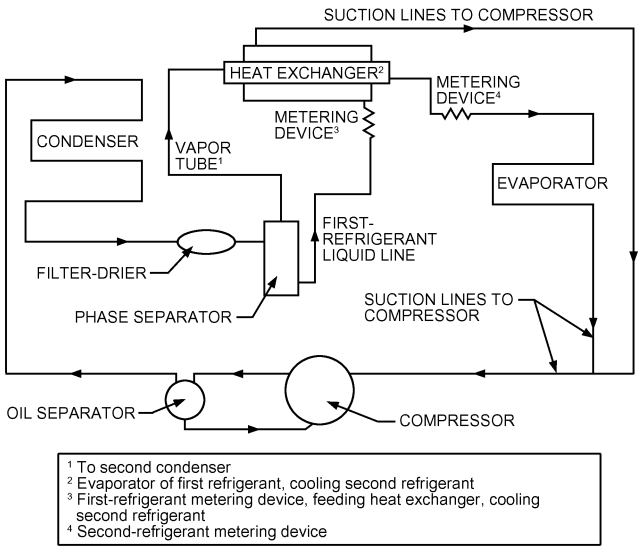 SUCTION LINES TO COMPRESSOR
HEAT EXCHANGER²
METERING
DEVICE⁴
METERING
DEVICE³
CONDENSER
VAPOR
TUBE¹
EVAPORATOR
FIRST-
REFRIGERANT
LIQUID LINE
FILTER-DRIER
PHASE SEPARATOR
SUCTION LINES TO
COMPRESSOR
OIL SEPARATOR
COMPRESSOR
¹ To second condenser
² Evaporator of first refrigerant, cooling second refrigerant
³ First-refrigerant metering device, feeding heat exchanger, cooling
second refrigerant
⁴ Second-refrigerant metering device